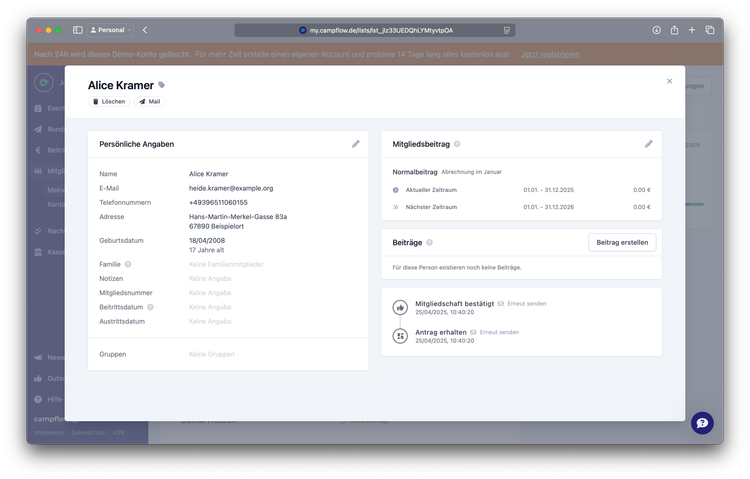 Personal
my.campflow.de/lists/lst_jlz33UEDQhLYMtyvtpOA
Nach 24h wird dieses Demo-Konto gelöscht. Für mehr Zeit erstelle einen eigenen Account und probiere 14 Tage lang alles kostenlos aus! Jetzt registrieren
Alice Kramer
Löschen
Mail
Persönliche Angaben
Name Alice Kramer
E-Mail heide.kramer@example.org
Telefonnummern +49396511060155
Adresse Hans-Martin-Merkel-Gasse 83a
67890 Beispielort
Geburtsdatum 18/04/2008
17 Jahre alt
Familie Keine Familienmitglieder
Notizen Keine Angabe
Mitgliedsnummer Keine Angabe
Beitrittsdatum Keine Angabe
Austrittsdatum Keine Angabe
Gruppen Keine Gruppen
Mitgliedsbeitrag
Normalbeitrag Abrechnung im Januar
Aktueller Zeitraum 01.01. - 31.12.2025 0.00 €
Nächster Zeitraum 01.01. - 31.12.2026 0.00 €
Beiträge
Beitrag erstellen
Für diese Person existieren noch keine Beiträge.
Mitgliedschaft bestätigt Erneut senden
25/04/2025, 10:40:20
Antrag erhalten Erneut senden
25/04/2025, 10:40:20
Event
Rund
Beiträ
Mitgli
Meine
Konta
Nach
Kass
News
Guts
Hilfe-
campflo
Impressum Datenschutz AGB
ungen